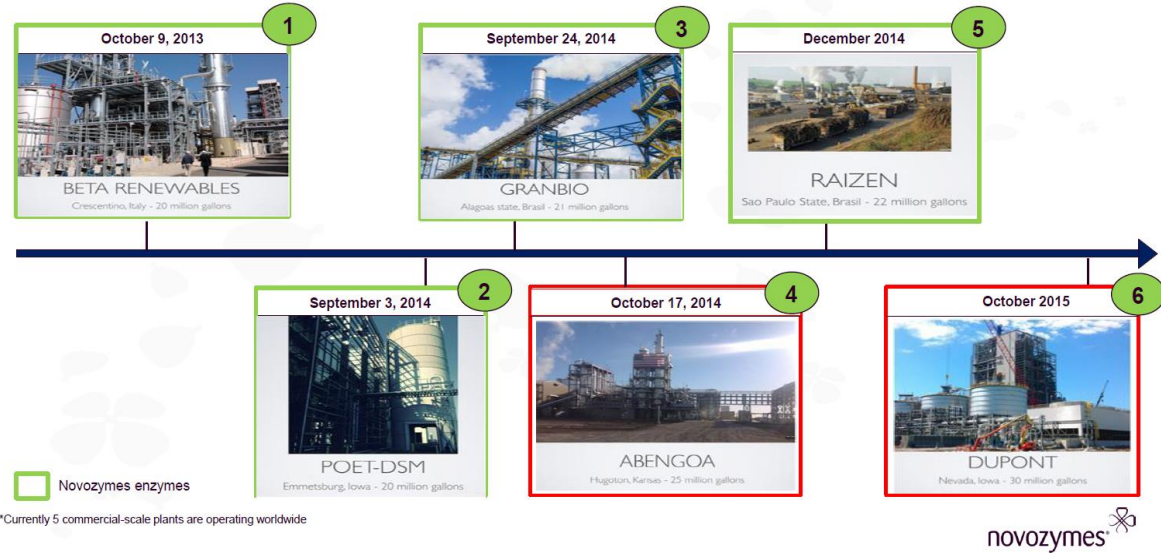 October 9, 2013
1
BETA RENEWABLES
Crescentino, Italy - 20 million gallons
September 24, 2014
3
GRANBIO
Alagoas state, Brasil - 21 million gallons
December 2014
5
RAIZEN
Sao Paulo State, Brasil - 22 million gallons
September 3, 2014
2
POET-DSM
Emmetsburg, Iowa - 20 million gallons
October 17, 2014
4
ABENGOA
Hugoton, Kansas - 25 million gallons
October 2015
6
DUPONT
Nevada, Iowa - 30 million gallons
Novozymes enzymes
*Currently 5 commercial-scale plants are operating worldwide
novozymes